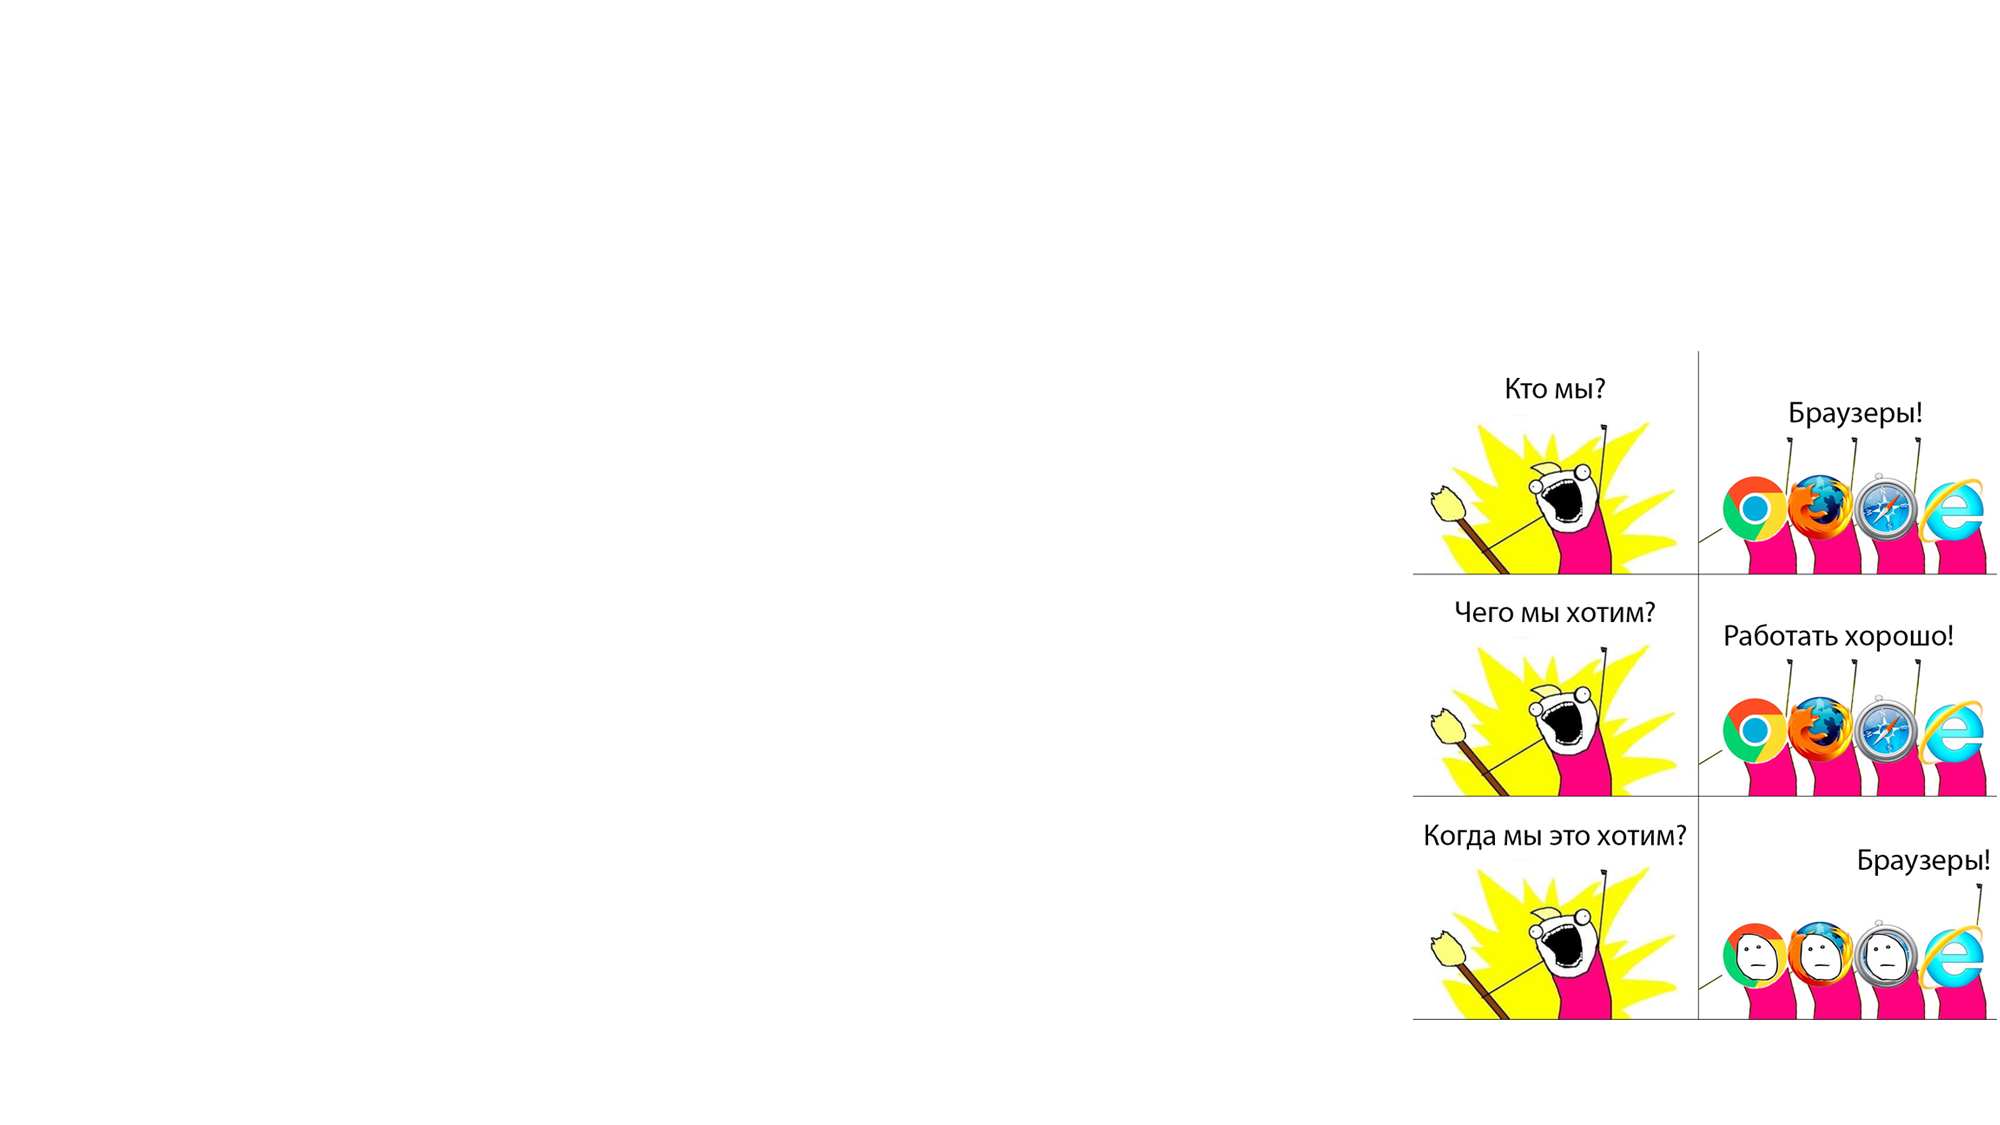 Кто мы?
Браузеры!
Чего мы хотим?
Работать хорошо!
Когда мы это хотим?
Браузеры!